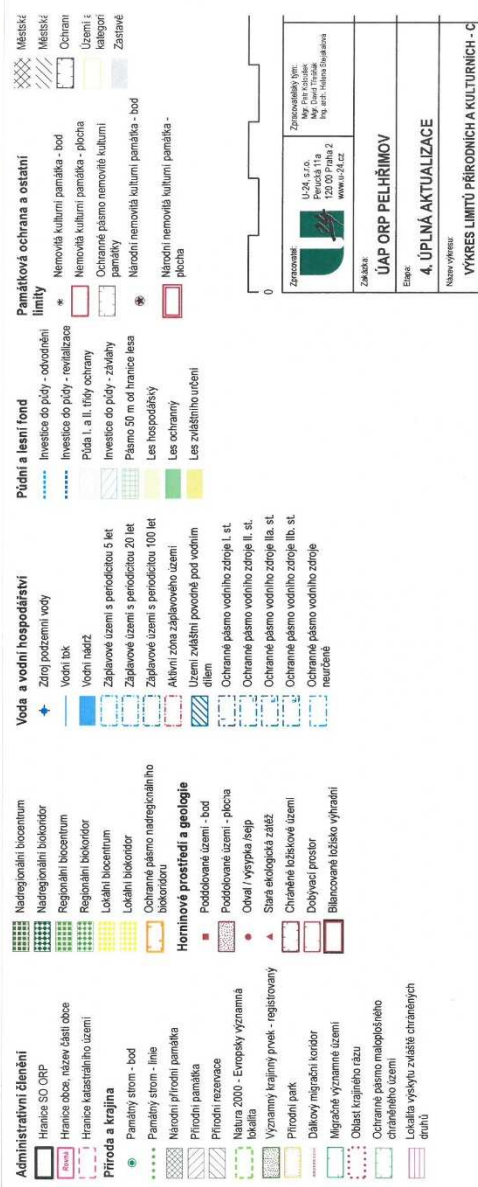 Administrativní členění
Hranice SO ORP
Rovná
Hranice obce, název části obce
Hranice katastrálního území
Příroda a krajina
Památný strom - bod
Památný strom - linie
Národní přírodní památka
Přírodní památka
Přírodní rezervace
Natura 2000 - Evropsky významná
lokalita
Významný krajinný prvek - registrovaný
Přírodní park
Dálkový migrační koridor
Migračně významné území
Oblast krajinného rázu
Ochranné pásmo maloplošného
chráněného území
Lokalita výskytu zvláště chráněných
druhů
Nadregionální biocentrum
Nadregionální biokoridor
Regionální biocentrum
Regionální biokoridor
Lokální biocentrum
Lokální biokoridor
Ochranné pásmo nadregionálního
biokoridoru
Horninové prostředí a geologie
Poddolované území - bod
Poddolované území - plocha
Odval / výsypka /sejp
Stará ekologická zátěž
Chráněné ložiskové území
Dobývací prostor
Bilancované ložisko výhradní
Voda a vodní hospodářství
Zdroj podzemní vody
Vodní tok
Vodní nádrž
Záplavové území s periodicitou 5 let
Záplavové území s periodicitou 20 let
Záplavové území s periodicitou 100 let
Aktivní zóna záplavového území
Území zvláštní povodně pod vodním
dílem
Ochranné pásmo vodního zdroje I. st.
Ochranné pásmo vodního zdroje II. st.
Ochranné pásmo vodního zdroje IIa. st.
Ochranné pásmo vodního zdroje IIb. st.
Ochranné pásmo vodního zdroje
neurčené
Půdní a lesní fond
Investice do půdy - odvodnění
Investice do půdy - revitalizace
Půda I. a II. třídy ochrany
Investice do půdy - závlahy
Pásmo 50 m od hranice lesa
Les hospodářský
Les ochranný
Les zvláštního určení
Památková ochrana a ostatní
limity
Nemovitá kulturní památka - bod
Nemovitá kulturní památka - plocha
Ochranné pásmo nemovité kulturní
památky
Národní nemovitá kulturní památka - bod
Národní nemovitá kulturní památka -
plocha
Městská
Městská
Ochrann
Území s
kategorií
Zastavě
0
Zpracovatel:
U24
U-24, s.r.o.
Perucká 11a
120 00 Praha 2
www.u-24.cz
Zpracovatelský tým:
Mgr. Petr Koloušek
Mgr. David Třešňák
Ing. arch. Helena Stejskalová
Zakázka:
ÚAP ORP PELHŘIMOV
Etapa:
4. ÚPLNÁ AKTUALIZACE
Název výkresu:
VÝKRES LIMITŮ PŘÍRODNÍCH A KULTURNÍCH - C